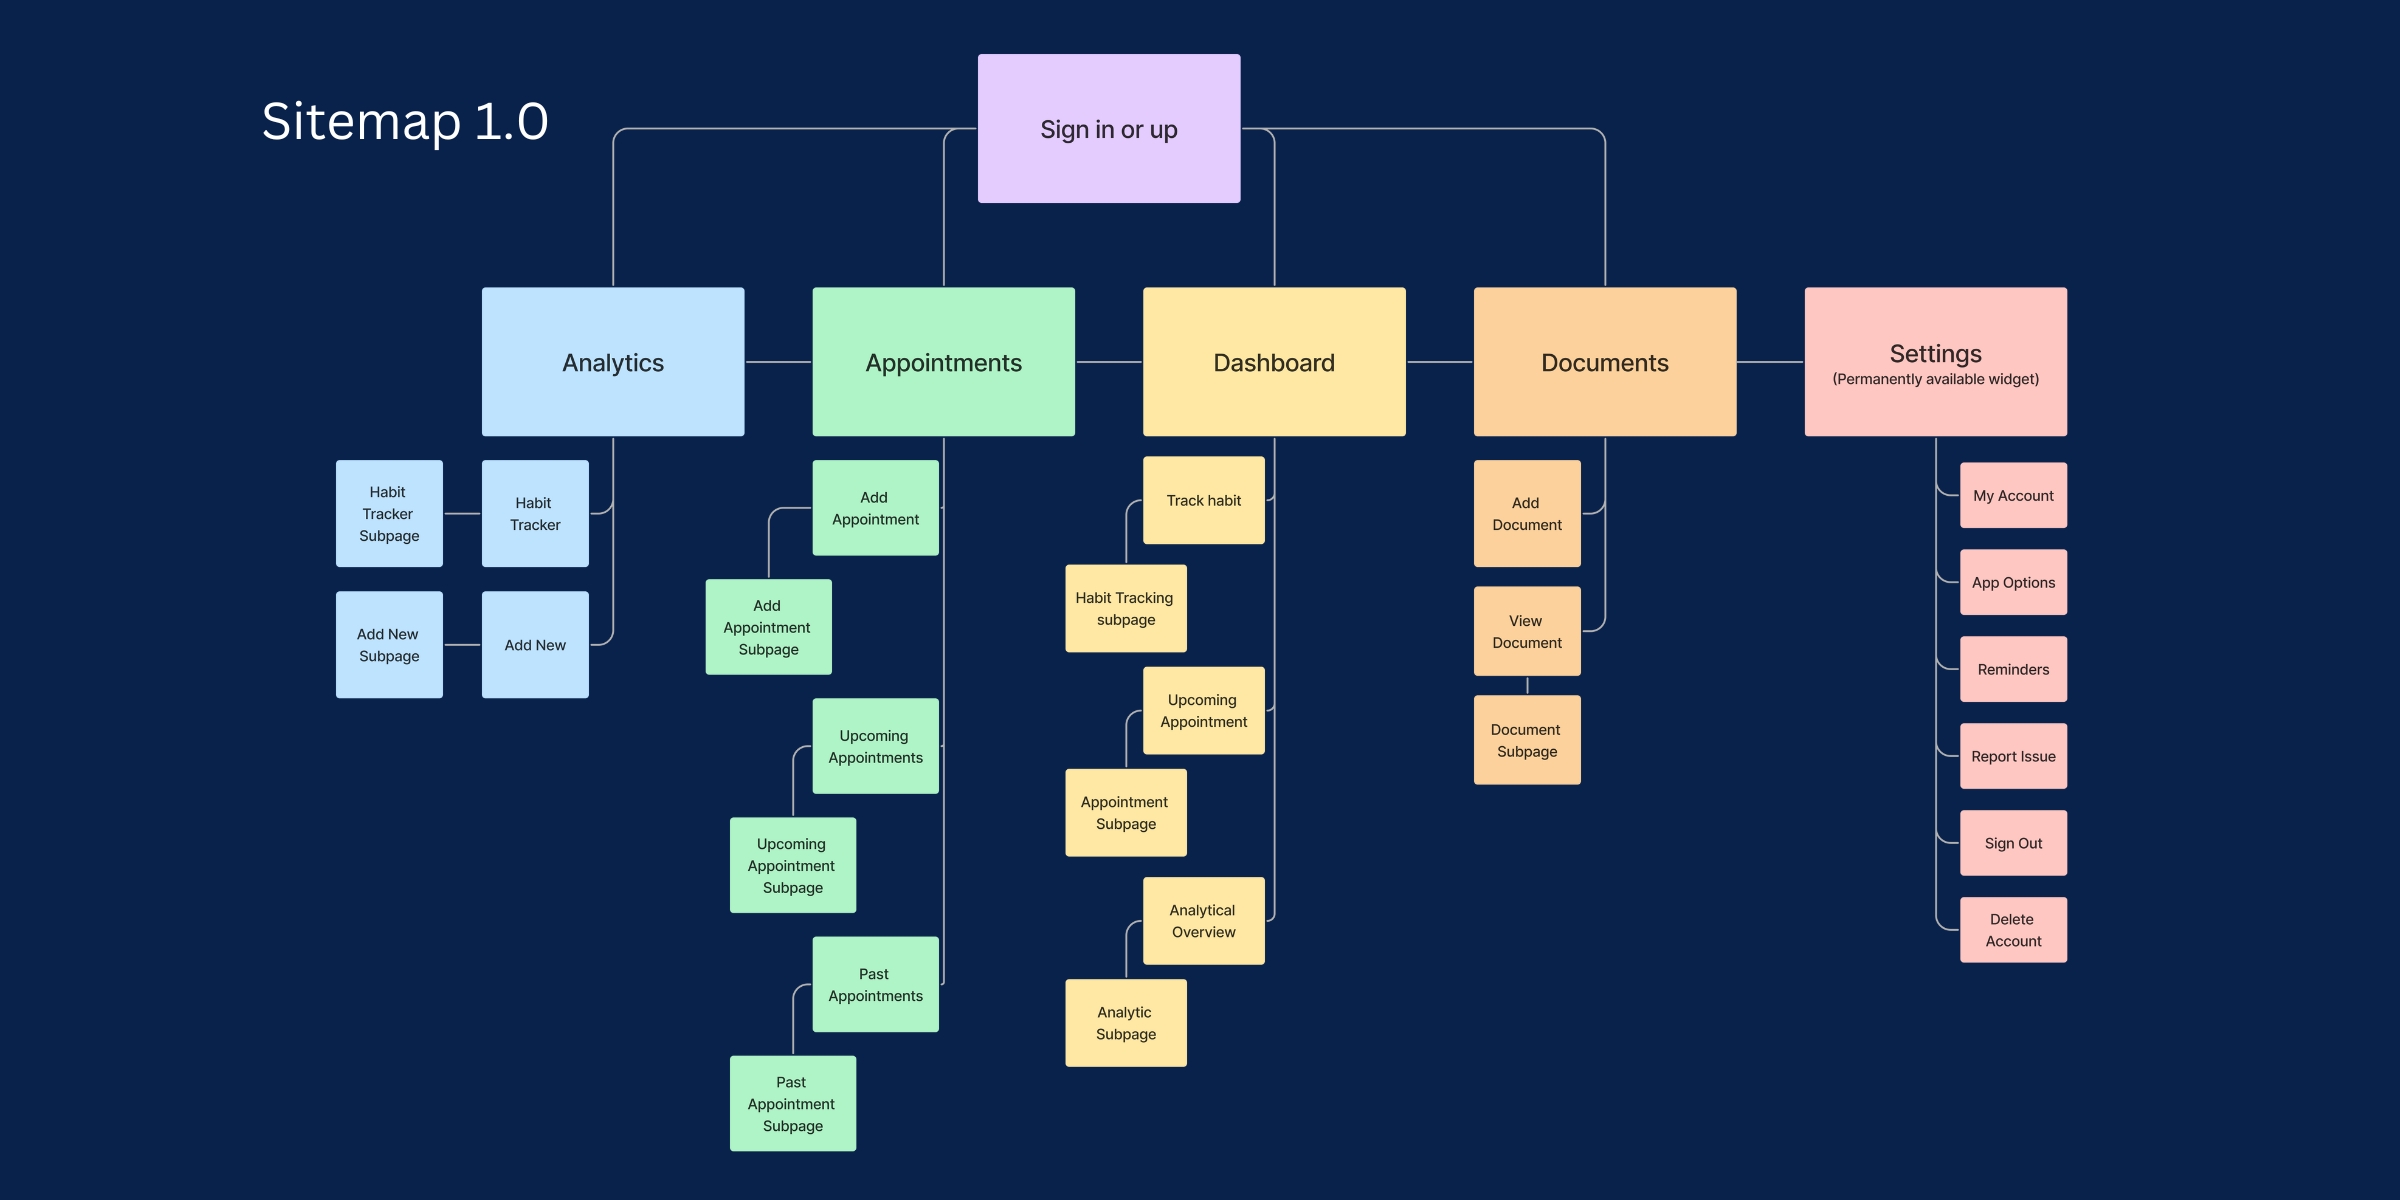 Sitemap 1.0
Sign in or up
Analytics
Appointments
Dashboard
Documents
Settings
(Permanently available widget)
Habit
Tracker
Subpage
Habit
Tracker
Add New
Subpage
Add New
Add
Appointment
Add
Appointment
Subpage
Upcoming
Appointments
Upcoming
Appointment
Subpage
Past
Appointments
Past
Appointment
Subpage
Track habit
Habit Tracking
subpage
Upcoming
Appointment
Appointment
Subpage
Analytical
Overview
Analytic
Subpage
Add
Document
View
Document
Document
Subpage
My Account
App Options
Reminders
Report Issue
Sign Out
Delete
Account